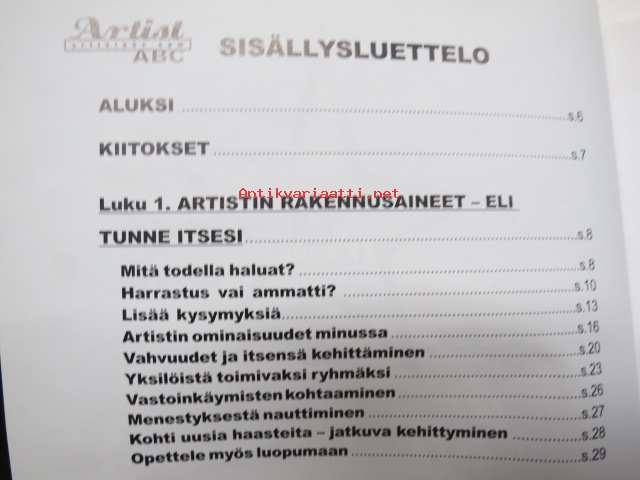 Artist
ABC
SISÄLLYSLUETTELO
ALUKSI s.6
KIITOKSET s.7
Antikvariaatti.net
Luku 1. ARTISTIN RAKENNUSAINEET – ELI
TUNNE ITSESI s.8
Mitä todella haluat? s.8
Harrastus vai ammatti? s.10
Lisää kysymyksiä s.13
Artistin ominaisuudet minussa s.16
Vahvuudet ja itsensä kehittäminen s.20
Yksilöistä toimivaksi ryhmäksi s.23
Vastoinkäymisten kohtaaminen s.26
Menestyksestä nauttiminen s.27
Kohti uusia haasteita – jatkuva kehittyminen s.28
Opettele myös luopumaan s.29